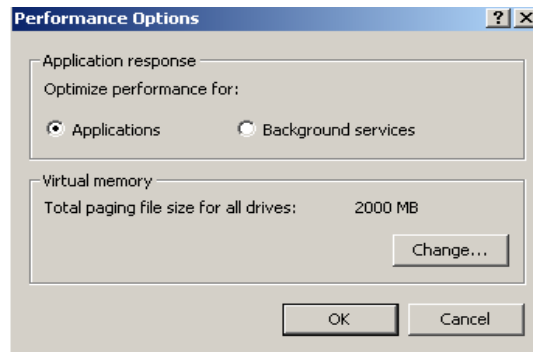 Performance Options
Application response
Optimize performance for:
Applications Background services
Virtual memory
Total paging file size for all drives: 2000 MB
Change...
OK Cancel